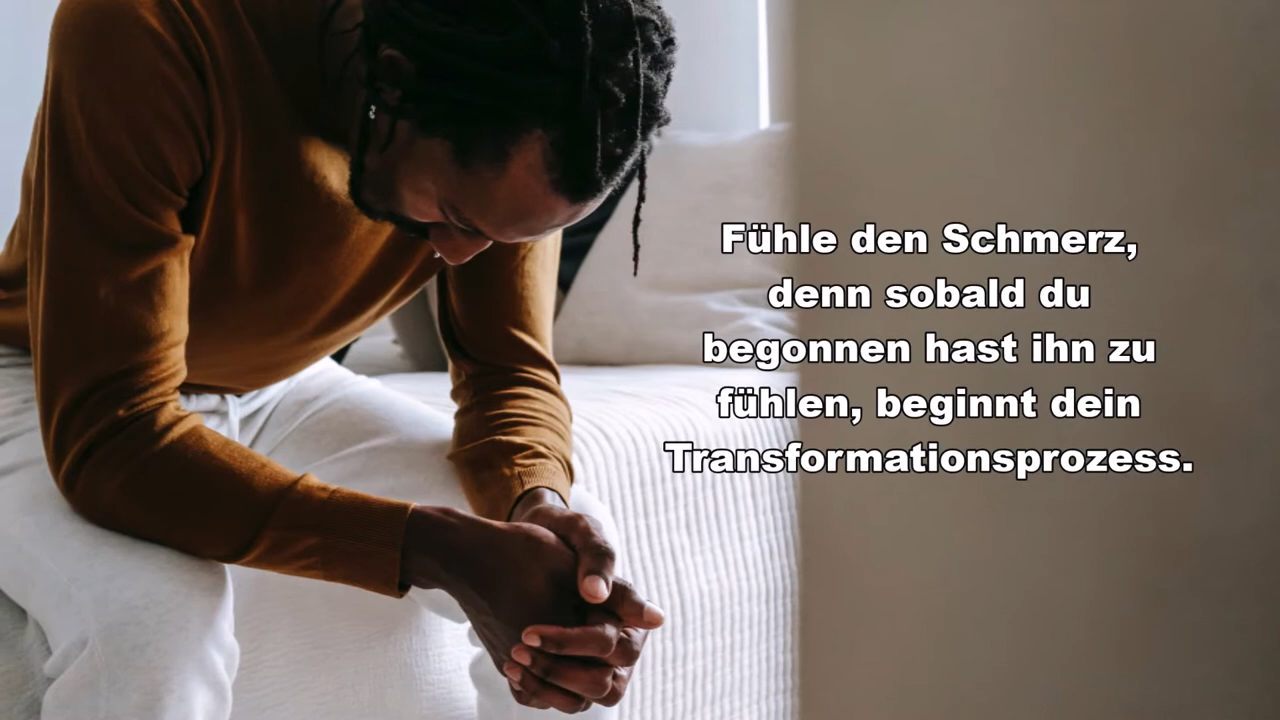 Fühle den Schmerz,
denn sobald du
begonnen hast ihn zu
fühlen, beginnt dein
Transformationsprozess.